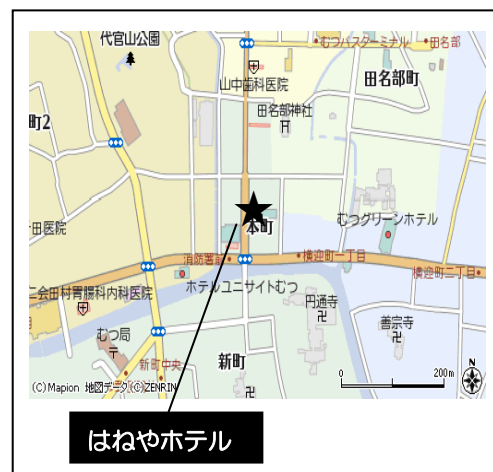 代官山公園
むつバスターミナル
田名部
山中歯科医院
田名部町
田名部神社
町2
本町
むつグリーンホテル
十田医院
消防署前
横迎町一丁目
横迎町二丁目
ホテルユニサイトむつ
二会田村胃腸科内科医院
円通寺
善宗寺
むつ局
新町
新町中央
N
0
200m
(C)Mapion 地図データ(C)ZENRIN
はねやホテル